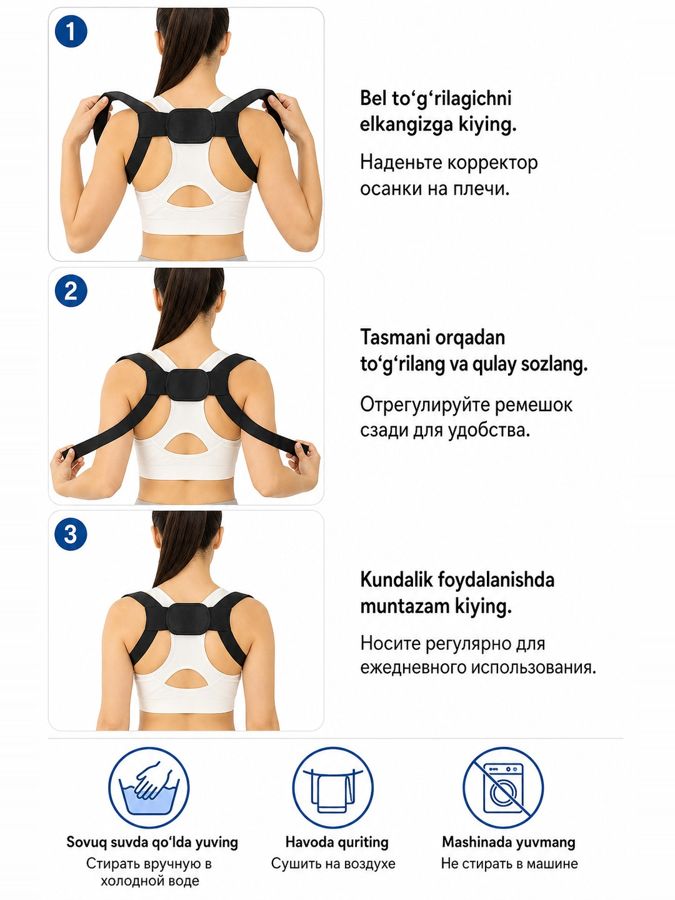 1
Bel to‘g‘rilagichni
elkangizga kiying.
Наденьте корректор
осанки на плечи.
2
Tasmani orqadan
to‘g‘rilang va qulay sozlang.
Отрегулируйте ремешок
сзади для удобства.
3
Kundalik foydalanishda
muntazam kiying.
Носите регулярно для
ежедневного использования.
Sovuq suvda qo‘lda yuving
Стирать вручную в
холодной воде
Havoda quriting
Сушить на воздухе
Mashinada yuvmang
Не стирать в машине